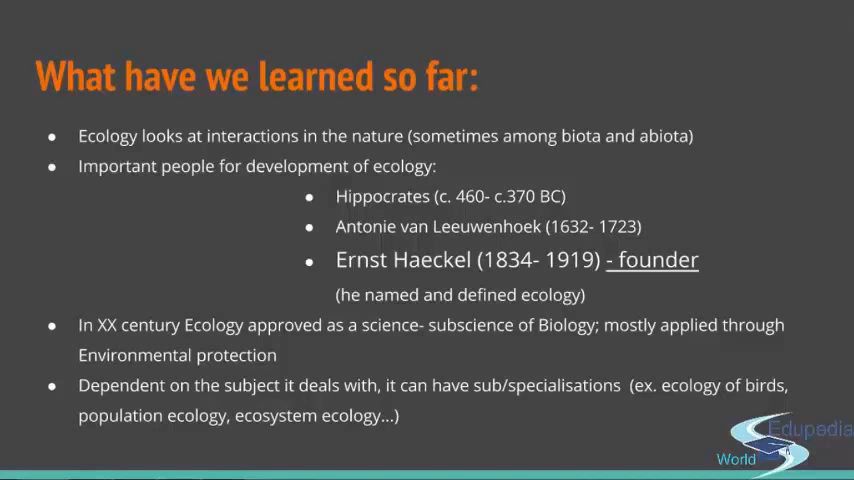 What have we learned so far:
● Ecology looks at interactions in the nature (sometimes among biota and abiota)
● Important people for development of ecology:
● Hippocrates (c. 460- c.370 BC)
● Antonie van Leeuwenhoek (1632- 1723)
● Ernst Haeckel (1834- 1919) - founder
(he named and defined ecology)
● In XX century Ecology approved as a science- subscience of Biology; mostly applied through
Environmental protection
● Dependent on the subject it deals with, it can have sub/specialisations (ex. ecology of birds,
population ecology, ecosystem ecology...)
Edupedia
World